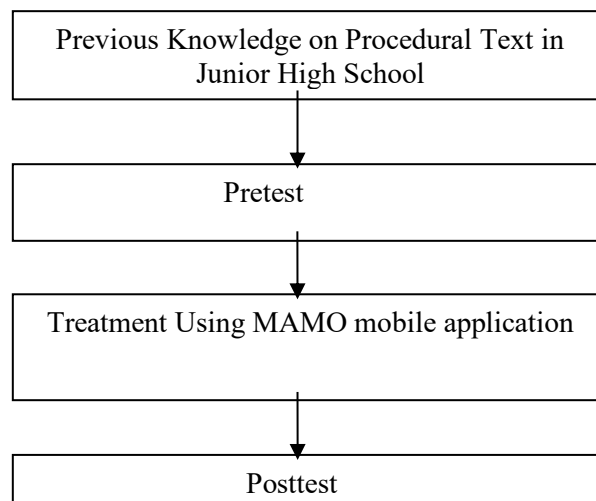 Previous Knowledge on Procedural Text in
Junior High School
Pretest
Treatment Using MAMO mobile application
Posttest